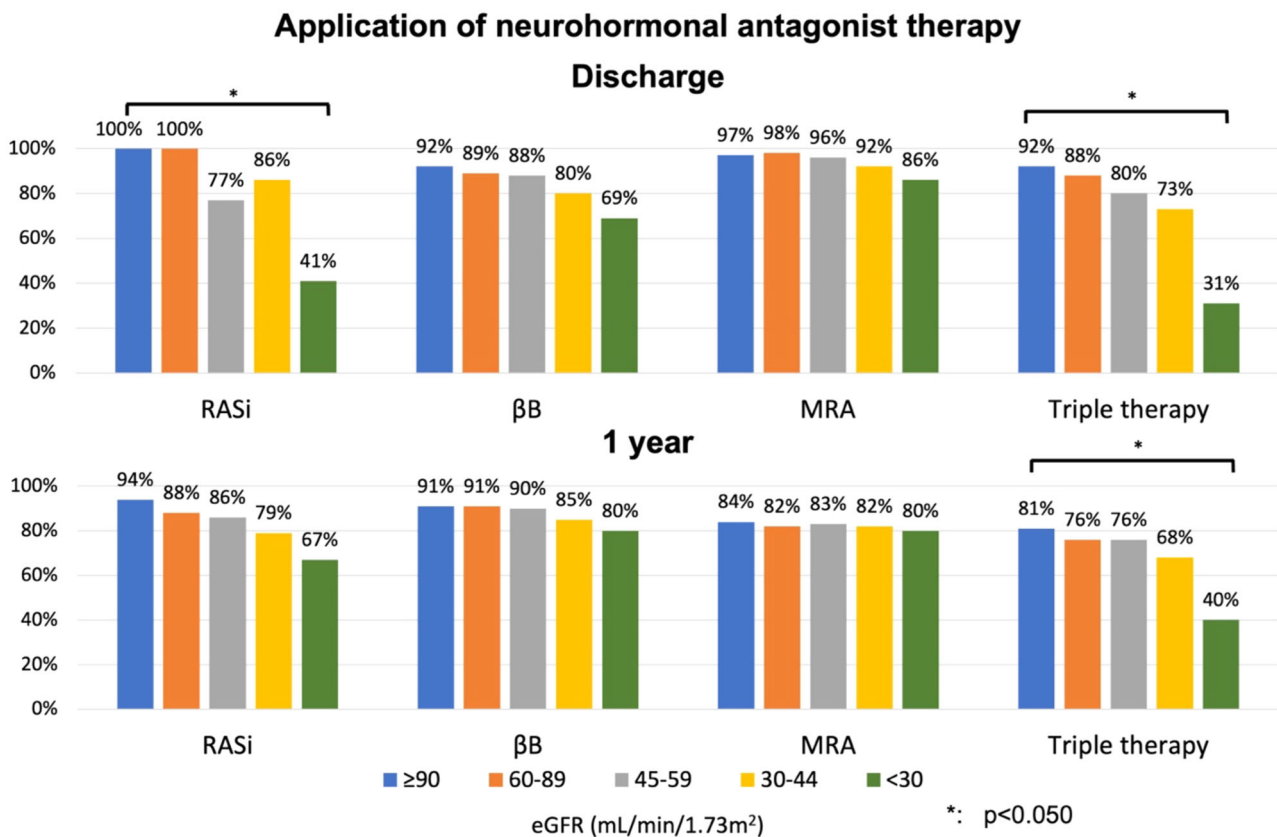 Application of neurohormonal antagonist therapy
Discharge
*
*
100% 100% 77% 86% 41%
92% 89% 88% 80% 69%
97% 98% 96% 92% 86%
92% 88% 80% 73% 31%
100%
80%
60%
40%
20%
0%
RASi βB MRA Triple therapy
1 year
*
94% 88% 86% 79% 67%
91% 91% 90% 85% 80%
84% 82% 83% 82% 80%
81% 76% 76% 68% 40%
100%
80%
60%
40%
20%
0%
RASi βB MRA Triple therapy
≥90 60-89 45-59 30-44 <30
eGFR (mL/min/1.73m²)
*: p<0.050